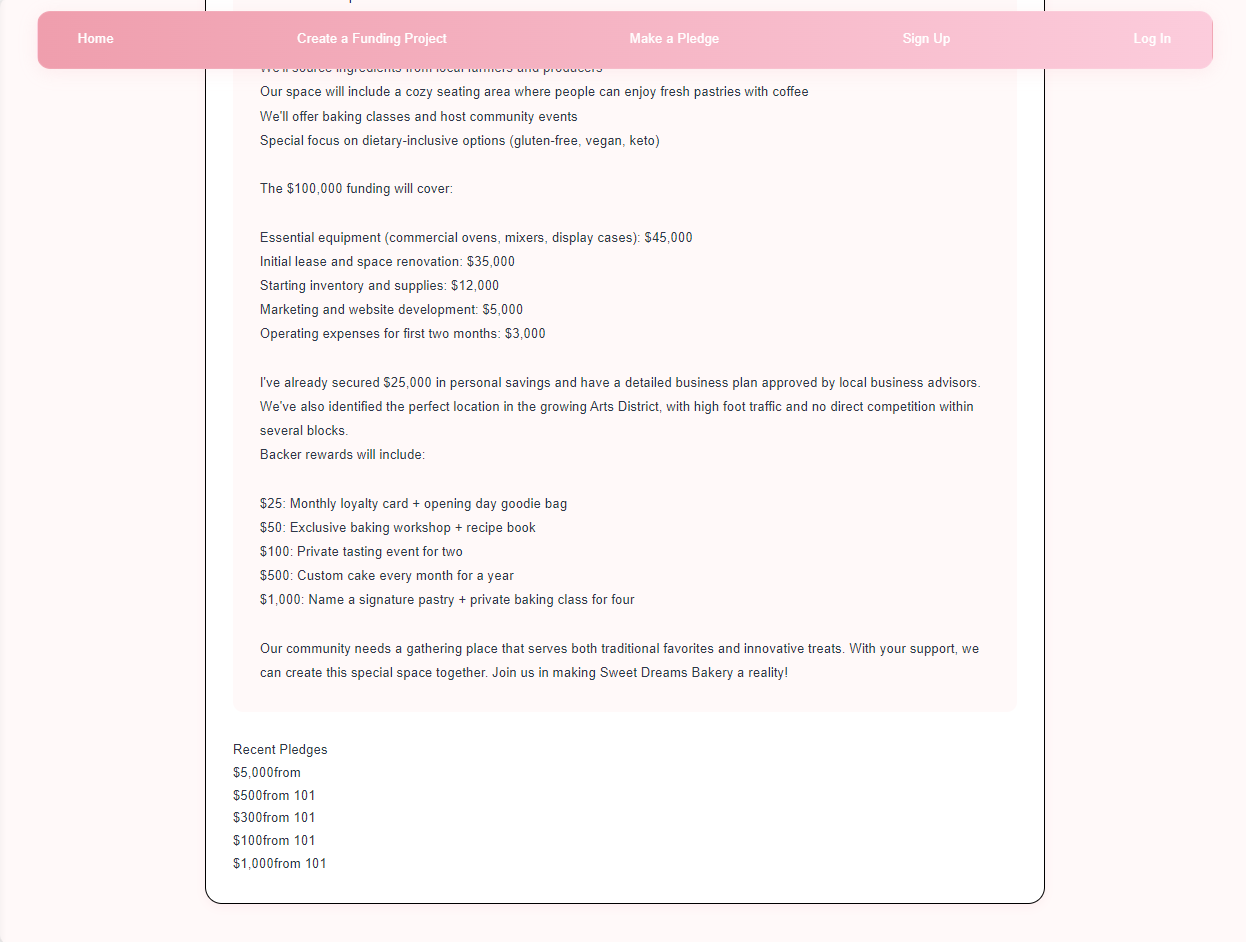 Home
Create a Funding Project
Make a Pledge
Sign Up
Log In
We'll source ingredients from local farmers and producers
Our space will include a cozy seating area where people can enjoy fresh pastries with coffee
We'll offer baking classes and host community events
Special focus on dietary-inclusive options (gluten-free, vegan, keto)
The $100,000 funding will cover:
Essential equipment (commercial ovens, mixers, display cases): $45,000
Initial lease and space renovation: $35,000
Starting inventory and supplies: $12,000
Marketing and website development: $5,000
Operating expenses for first two months: $3,000
I've already secured $25,000 in personal savings and have a detailed business plan approved by local business advisors.
We've also identified the perfect location in the growing Arts District, with high foot traffic and no direct competition within
several blocks.
Backer rewards will include:
$25: Monthly loyalty card + opening day goodie bag
$50: Exclusive baking workshop + recipe book
$100: Private tasting event for two
$500: Custom cake every month for a year
$1,000: Name a signature pastry + private baking class for four
Our community needs a gathering place that serves both traditional favorites and innovative treats. With your support, we
can create this special space together. Join us in making Sweet Dreams Bakery a reality!
Recent Pledges
$5,000from
$500from 101
$300from 101
$100from 101
$1,000from 101